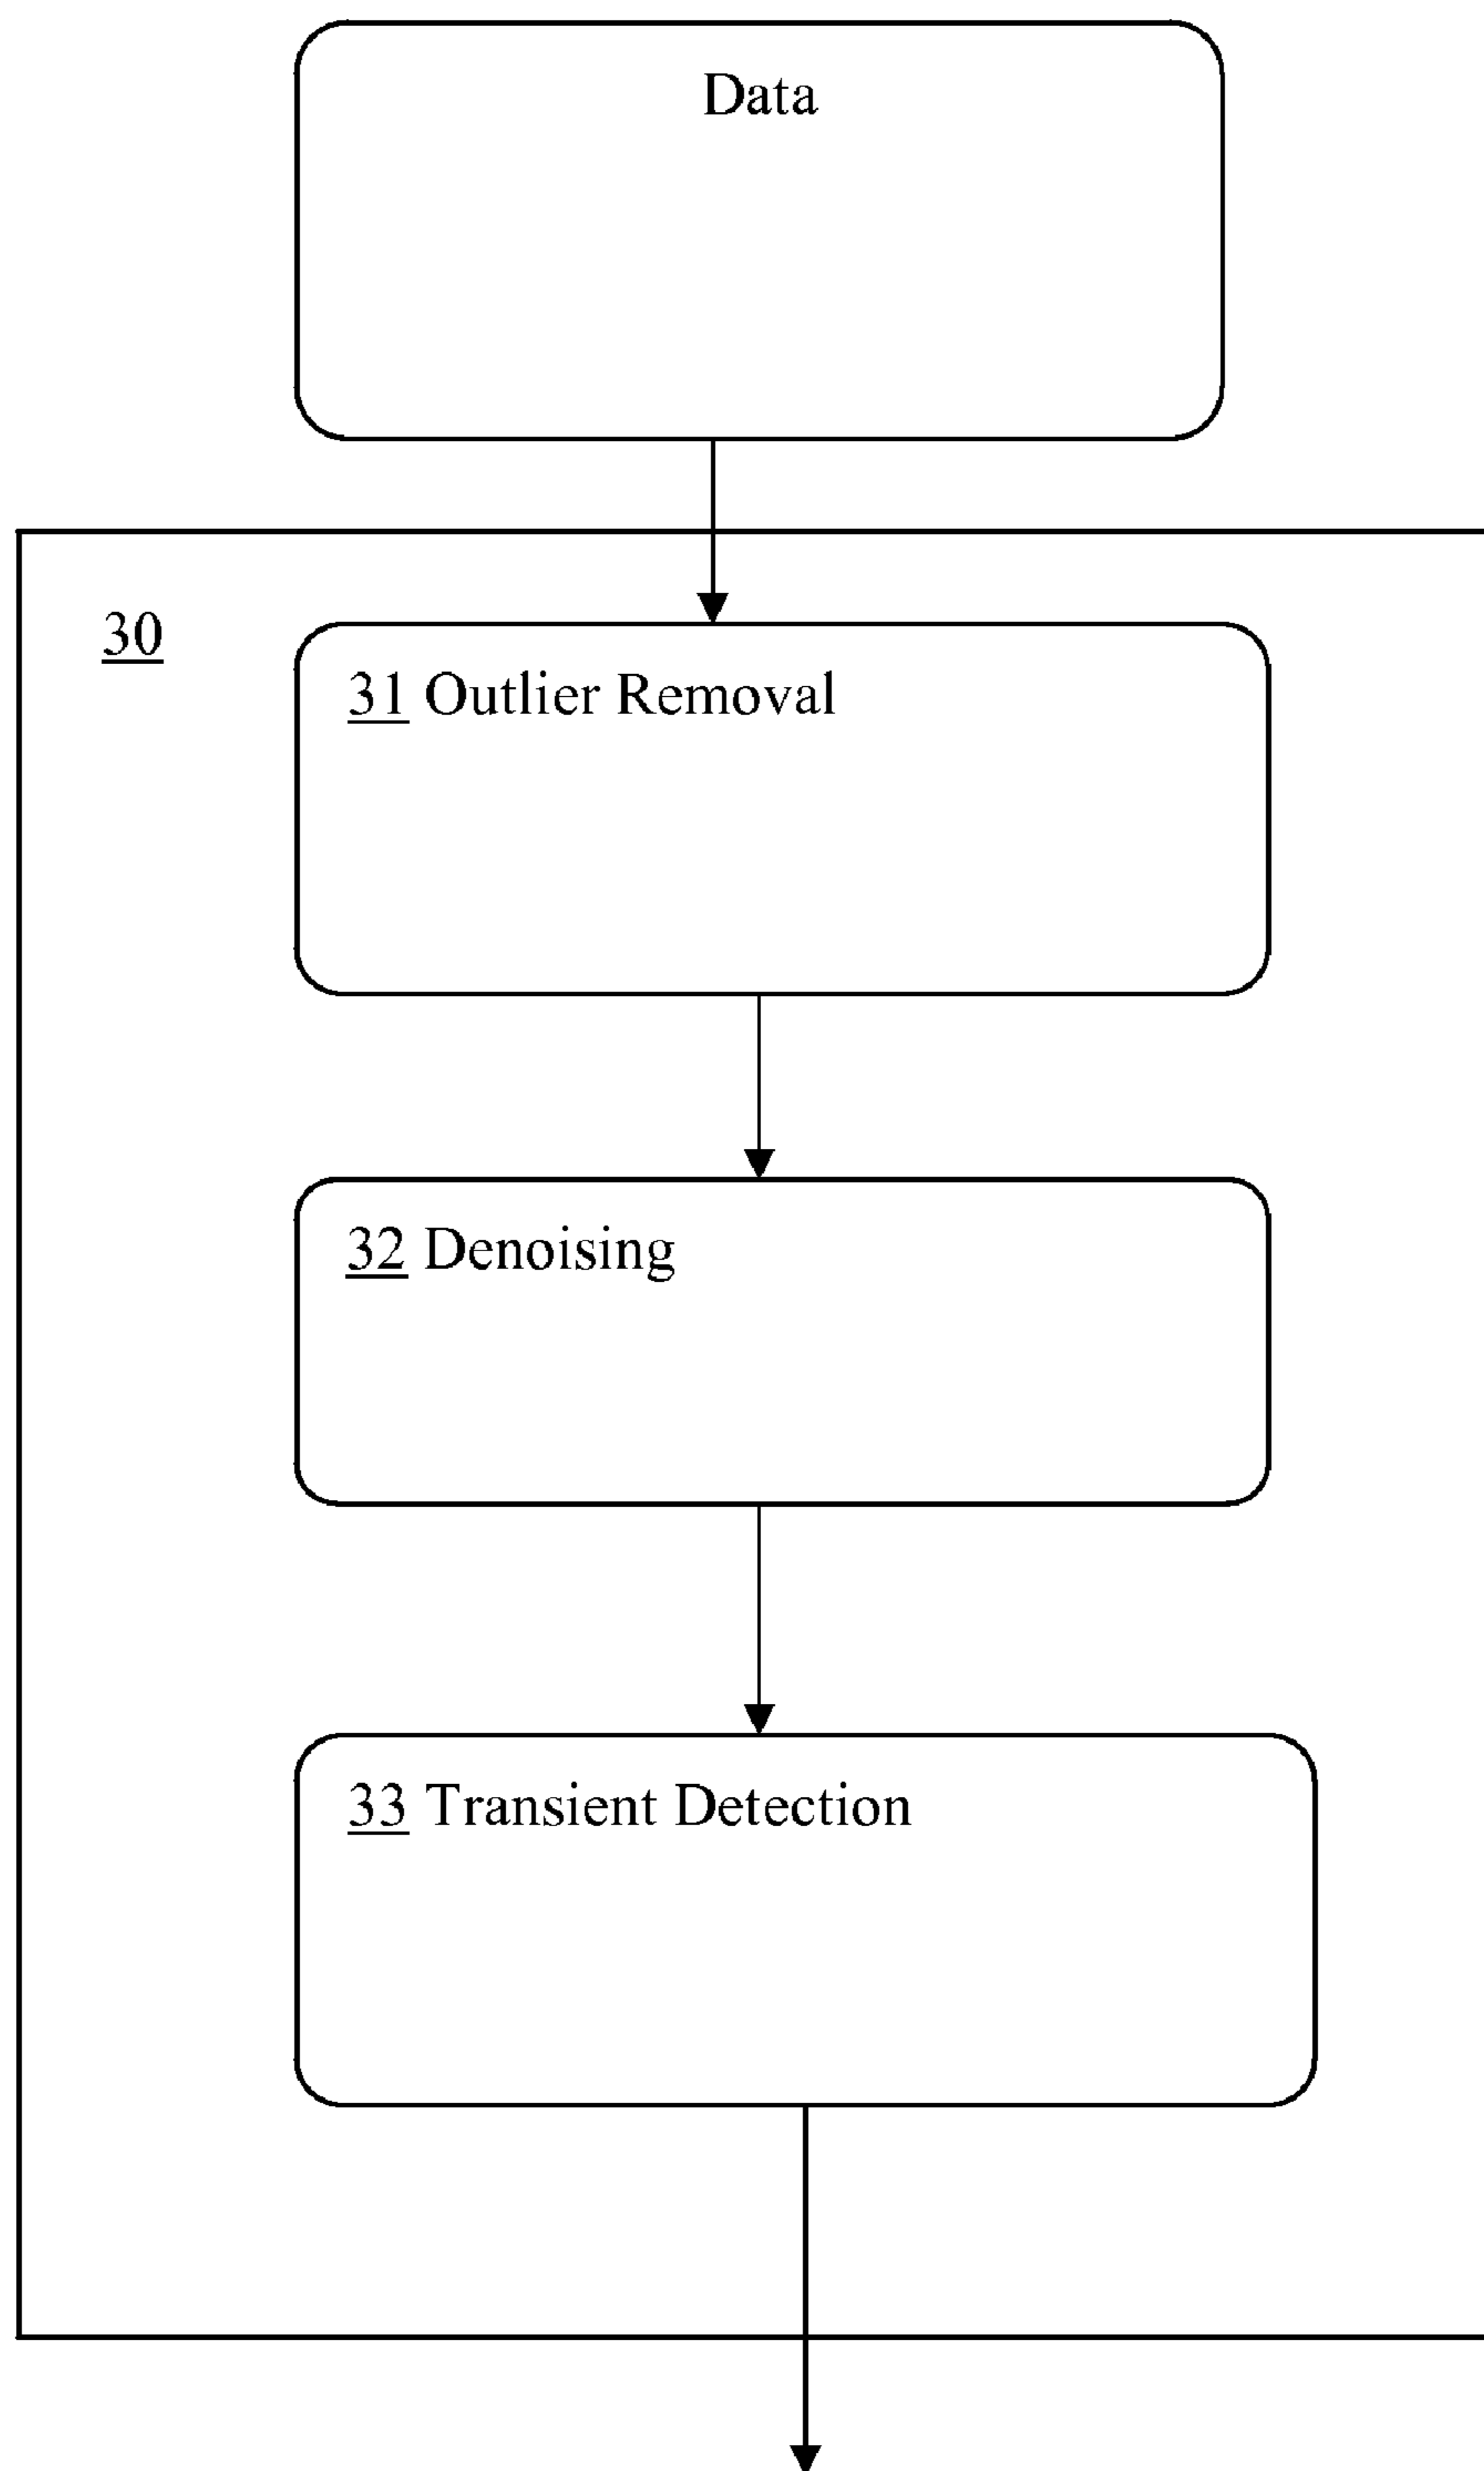 Data
30
31 Outlier Removal
32 Denoising
33 Transient Detection